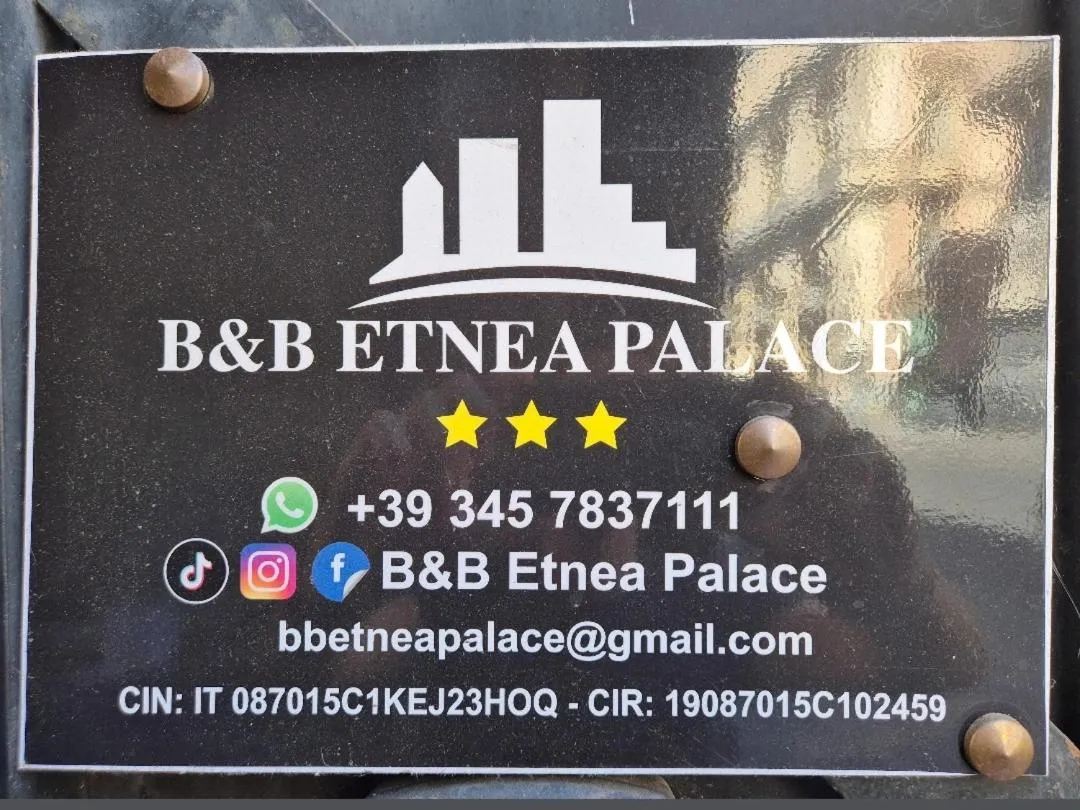 B&B ETNEA PALACE
+39 345 7837111
B&B Etnea Palace
bbetneapalace@gmail.com
CIN: IT 087015C1KEJ23HOQ - CIR: 19087015C102459